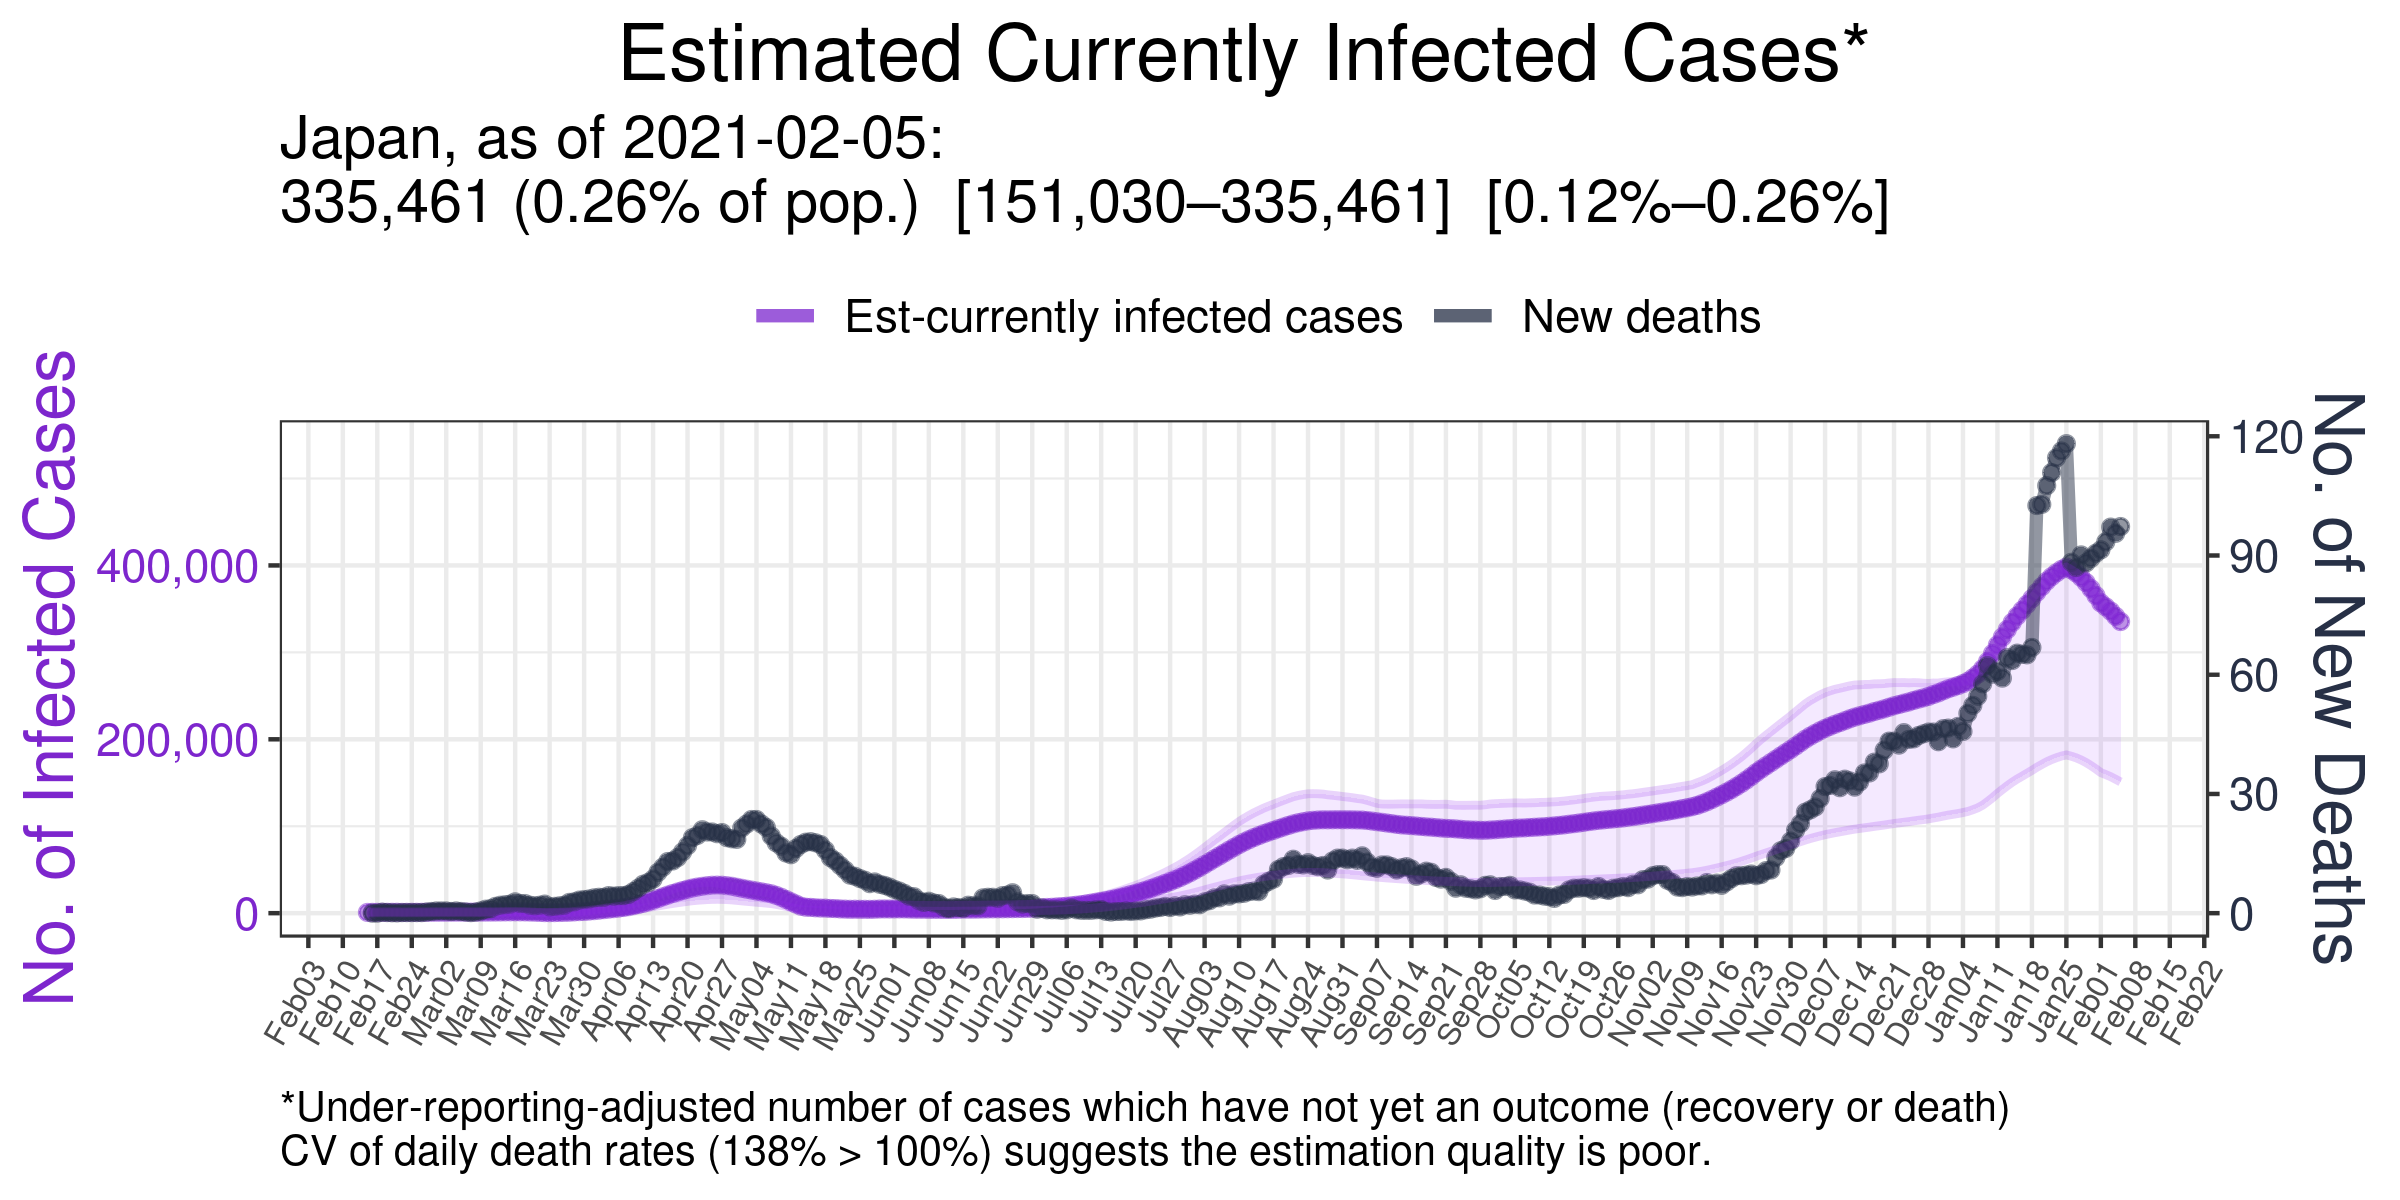 Estimated Currently Infected Cases*
Japan, as of 2021-02-05:
335,461 (0.26% of pop.) [151,030–335,461] [0.12%–0.26%]
Est-currently infected cases New deaths
No. of Infected Cases
400,000
200,000
0
120
90
60
30
0
No. of New Deaths
Feb03 Feb10 Feb17 Feb24 Mar02 Mar09 Mar16 Mar23 Mar30 Apr06 Apr13 Apr20 Apr27 May04 May11 May18 May25 Jun01 Jun08 Jun15 Jun22 Jun29 Jul06 Jul13 Jul20 Jul27 Aug03 Aug10 Aug17 Aug24 Aug31 Sep07 Sep14 Sep21 Sep28 Oct05 Oct12 Oct19 Oct26 Nov02 Nov09 Nov16 Nov23 Nov30 Dec07 Dec14 Dec21 Dec28 Jan04 Jan11 Jan18 Jan25 Feb01 Feb08 Feb15 Feb22
*Under-reporting-adjusted number of cases which have not yet an outcome (recovery or death)
CV of daily death rates (138% > 100%) suggests the estimation quality is poor.